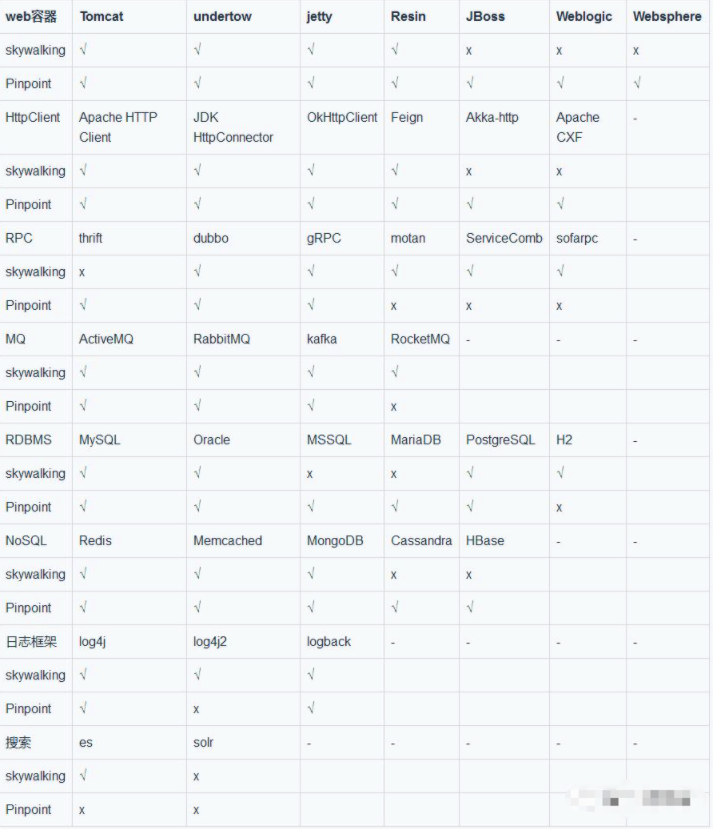 web容器 Tomcat undertow jetty Resin JBoss Weblogic Websphere
skywalking √ √ √ √ x x x
Pinpoint √ √ √ √ √ √ √
HttpClient Apache HTTP Client JDK HttpConnector OkHttpClient Feign Akka-http Apache CXF -
skywalking √ √ √ √ x x
Pinpoint √ √ √ √ √ √
RPC thrift dubbo gRPC motan ServiceComb sofarpc -
skywalking x √ √ √ √ √
Pinpoint √ √ √ x x x
MQ ActiveMQ RabbitMQ kafka RocketMQ - - -
skywalking √ √ √ √
Pinpoint √ √ √ x
RDBMS MySQL Oracle MSSQL MariaDB PostgreSQL H2 -
skywalking √ √ x x √ √
Pinpoint √ √ √ √ √ x
NoSQL Redis Memcached MongoDB Cassandra HBase - -
skywalking √ √ √ x x
Pinpoint √ √ √ √ √
日志框架 log4j log4j2 logback - - - -
skywalking √ √ √
Pinpoint √ x √
搜索 es solr - - - - -
skywalking √ x
Pinpoint x x